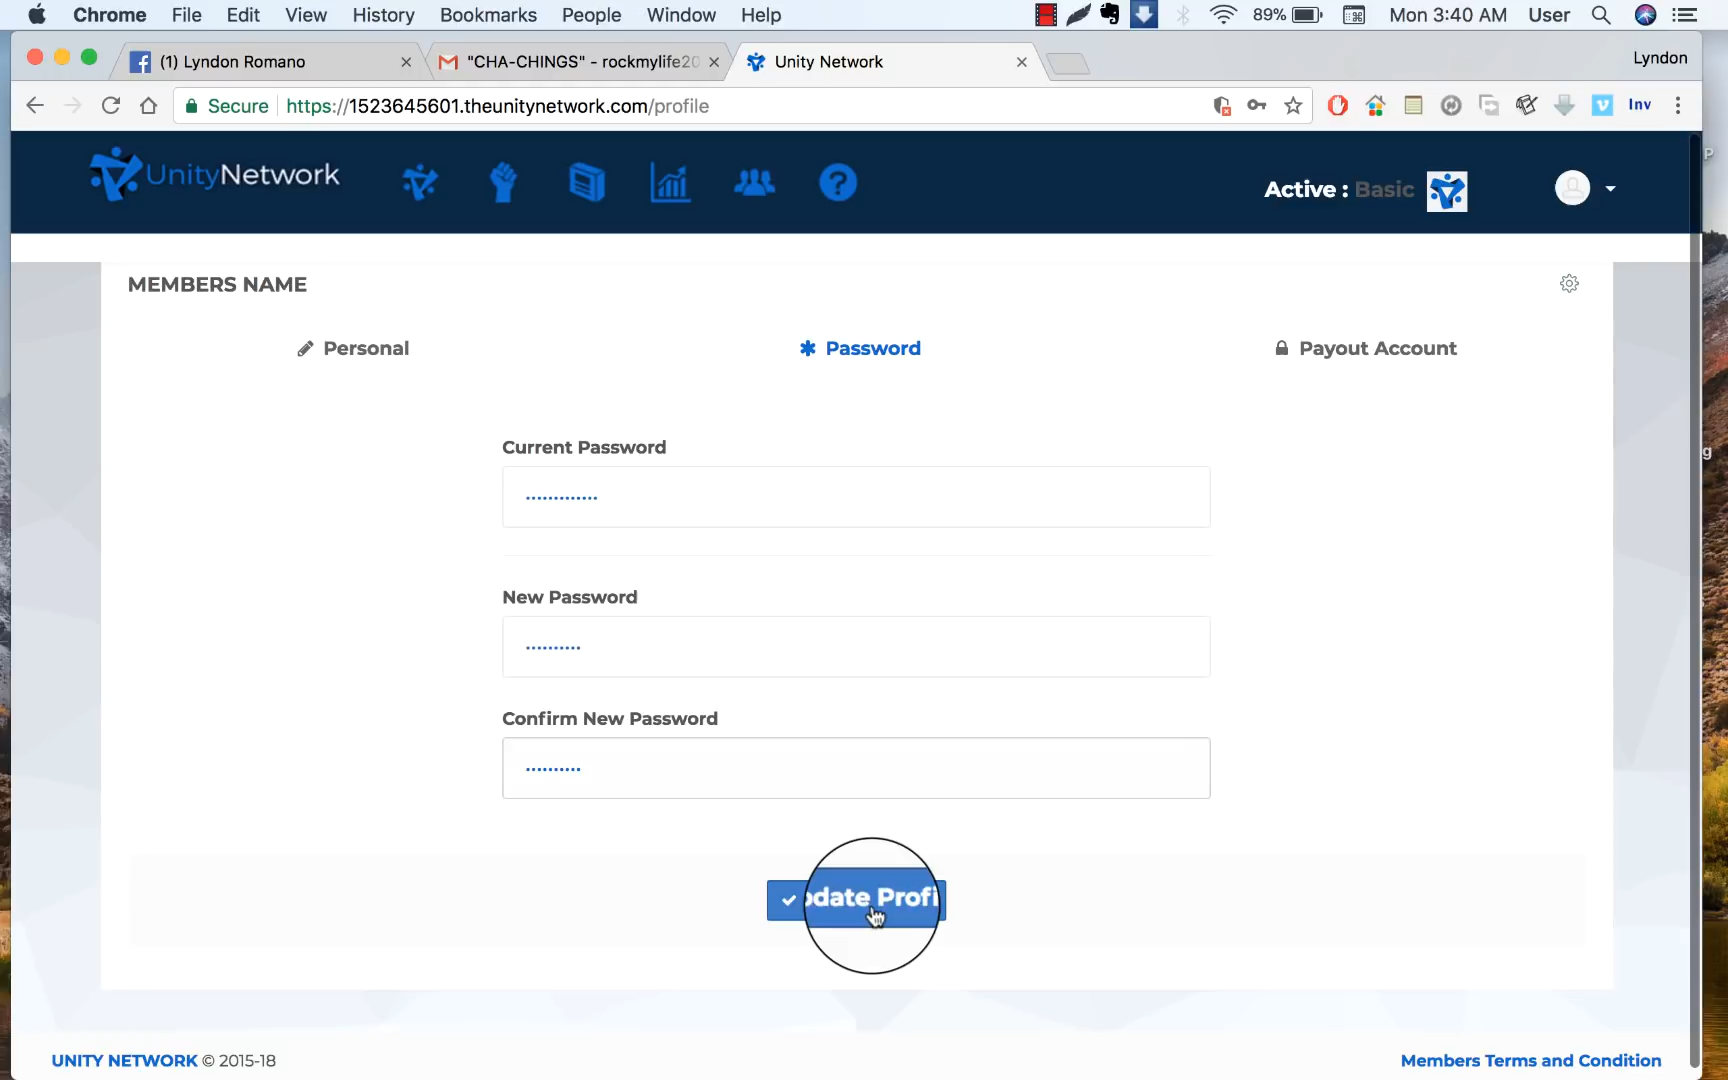 Chrome File Edit View History Bookmarks People Window Help 89% Mon 3:40 AM User
(1) Lyndon Romano "CHA-CHINGS" - rockmylife20 Unity Network Lyndon
Secure https://1523645601.theunitynetwork.com/profile Inv
UnityNetwork Active : Basic
MEMBERS NAME
Personal Password Payout Account
Current Password
New Password
Confirm New Password
pdate Profi
UNITY NETWORK © 2015-18 Members Terms and Condition